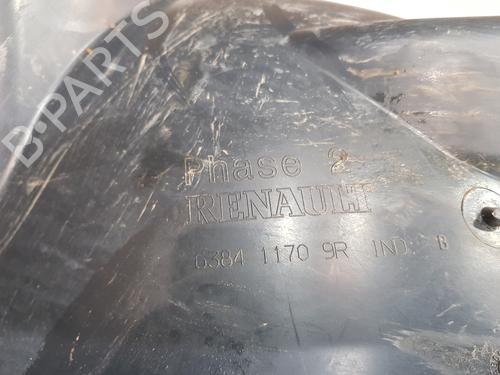 B-PARTS
Phase 2
RENAULT
6384 1170 9R IND B